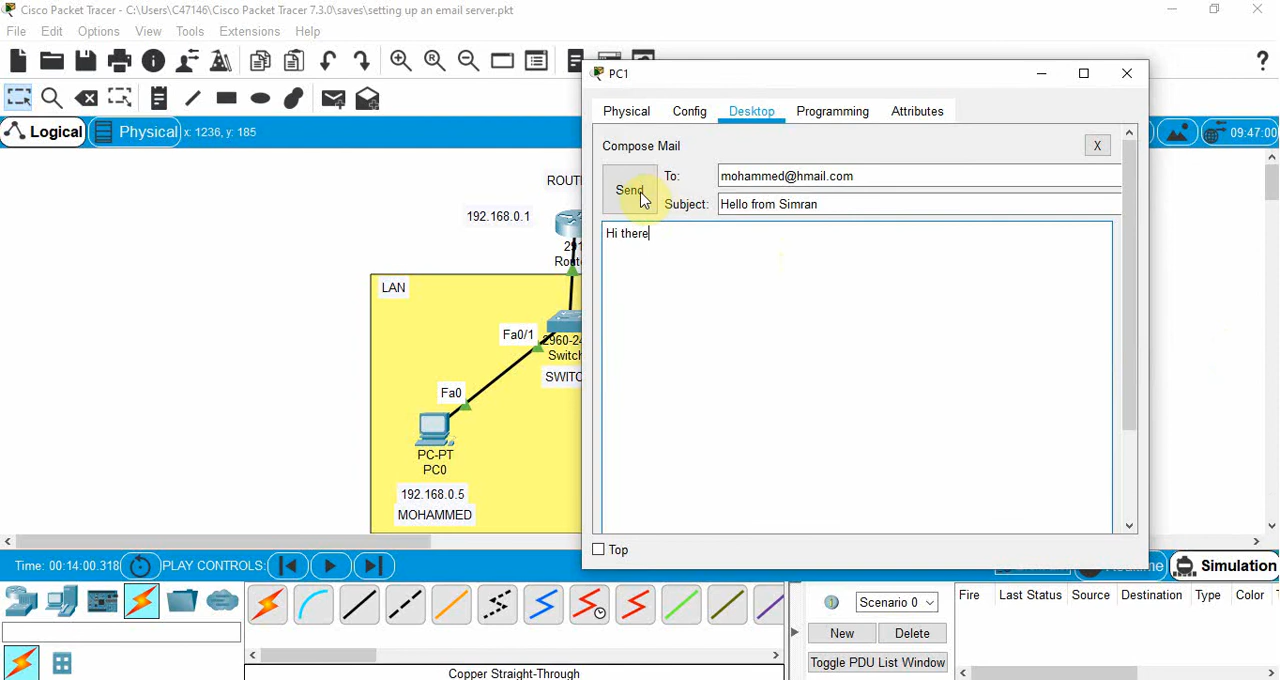 Cisco Packet Tracer - C:\Users\C47146\Cisco Packet Tracer 7.3.0\saves\setting up an email server.pkt
File Edit Options View Tools Extensions Help
Logical Physical x: 1236, y: 185
09:47:00
PC1
Physical Config Desktop Programming Attributes
Compose Mail
X
Send
To: mohammed@hmail.com
Subject: Hello from Simran
Hi there
Top
192.168.0.1
LAN
Fa0/1
Fa0
PC-PT
PC0
192.168.0.5
MOHAMMED
Time: 00:14:00.318 PLAY CONTROLS:
Simulation
Scenario 0
New Delete
Toggle PDU List Window
Fire Last Status Source Destination Type Color
Copper Straight-Through